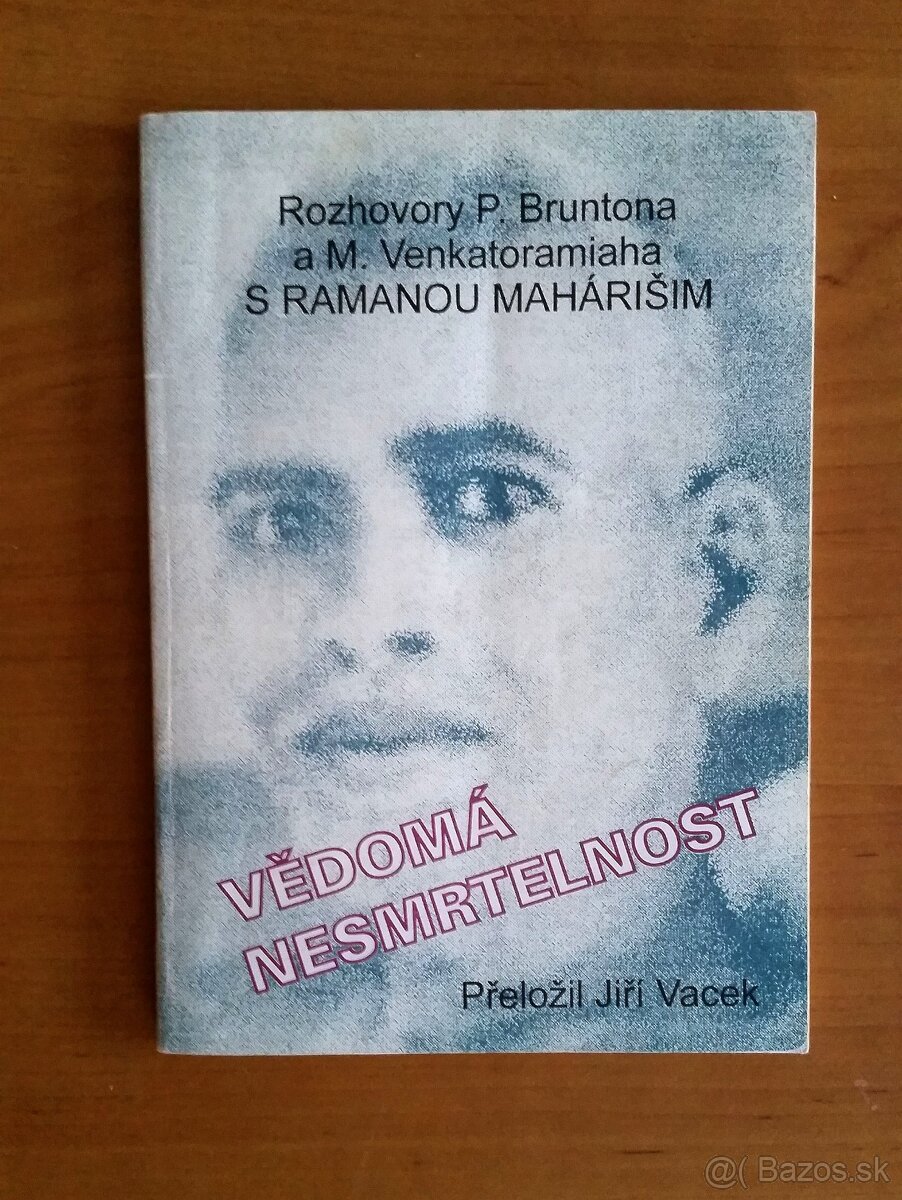 Rozhovory P. Bruntona
a M. Venkatoramiaha
S RAMANOU MAHÁRIŠIM
VĚDOMÁ
NESMRTELNOST
Přeložil Jiří Vacek
@( Bazos.sk